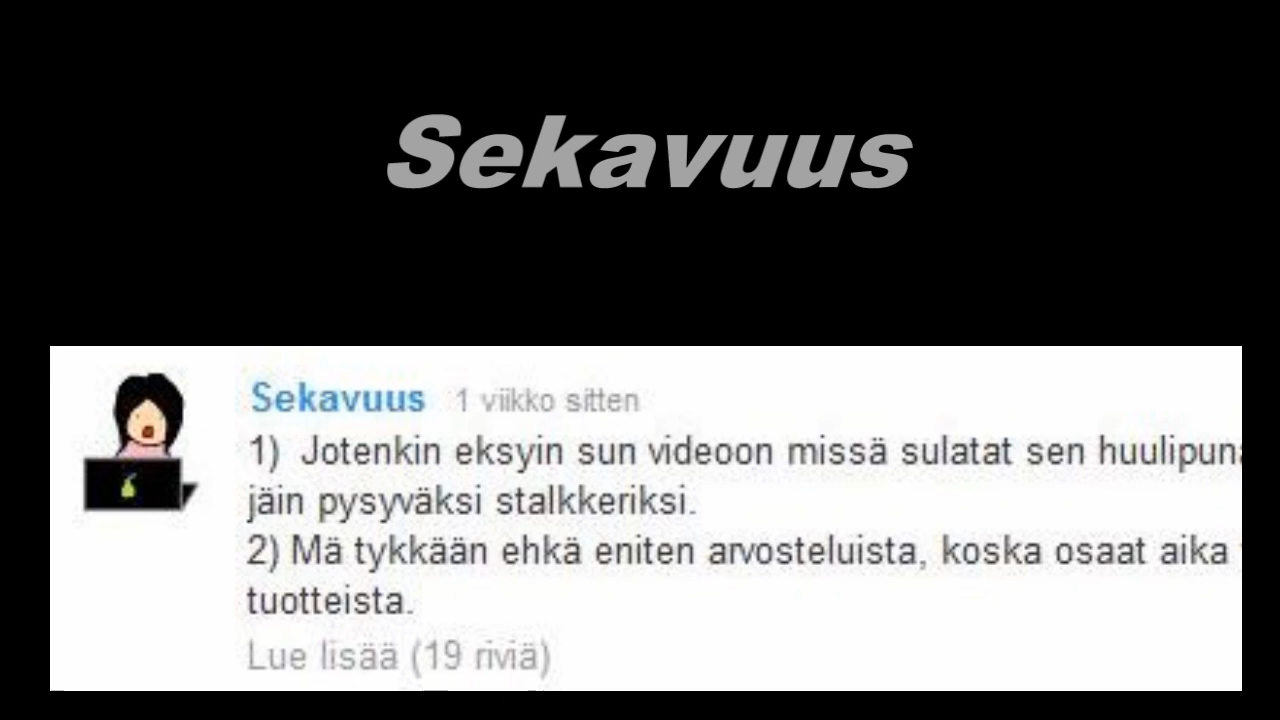 Sekavuus
Sekavuus 1 viikko sitten
1) Jotenkin eksyin sun videoon missä sulatat sen
jäin pysyväksi stalkkeriksi.
2) Mä tykkään ehkä eniten arvosteluista, koska osaat aika
tuotteista.
Lue lisää (19 riviä)